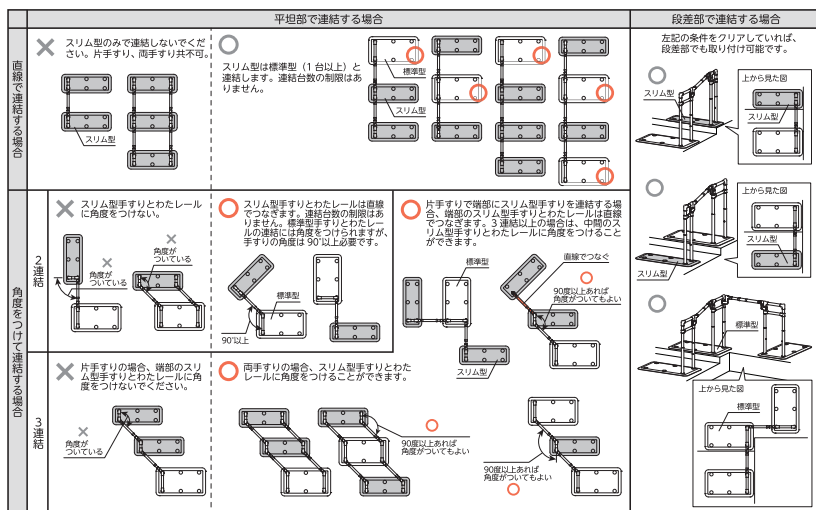 平坦部で連結する場合
段差部で連結する場合
直線で連結する場合
スリム型のみで連結しないでくだ
さい。片手すり、両手すり共不可。
スリム型
スリム型は標準型（1 台以上）と
連結します。連結台数の制限はあ
りません。
標準型
スリム型
左記の条件をクリアしていれば、
段差部でも取り付け可能です。
スリム型
上から見た図
スリム型
上から見た図
スリム型
スリム型
標準型
上から見た図
標準型
角度をつけて連結する場合
2連結
スリム型手すりとわたレール
に角度をつけない。
角度が
ついている
角度が
ついている
スリム型手すりとわたレールは直線
でつなぎます。連結台数の制限はあ
りません。標準型手すりとわたレー
ルの連結には角度をつけられますが、
手すりの角度は 90°以上必要です。
標準型
90°以上
片手すりで端部にスリム型手すりを連結する場
合、端部のスリム型手すりとわたレールは直線
でつなぎます。3 連結以上の場合は、中間のス
リム型手すりとわたレールに角度をつけること
ができます。
標準型
スリム型
直線でつなぐ
90度以上あれば
角度がついてもよい
3連結
片手すりの場合、端部のスリ
ム型手すりとわたレールに角
度をつけないでください。
角度が
ついている
両手すりの場合、スリム型手すりとわた
レールに角度をつけることができます。
90度以上あれば
角度がついてもよい
90度以上あれば
角度がついてもよい